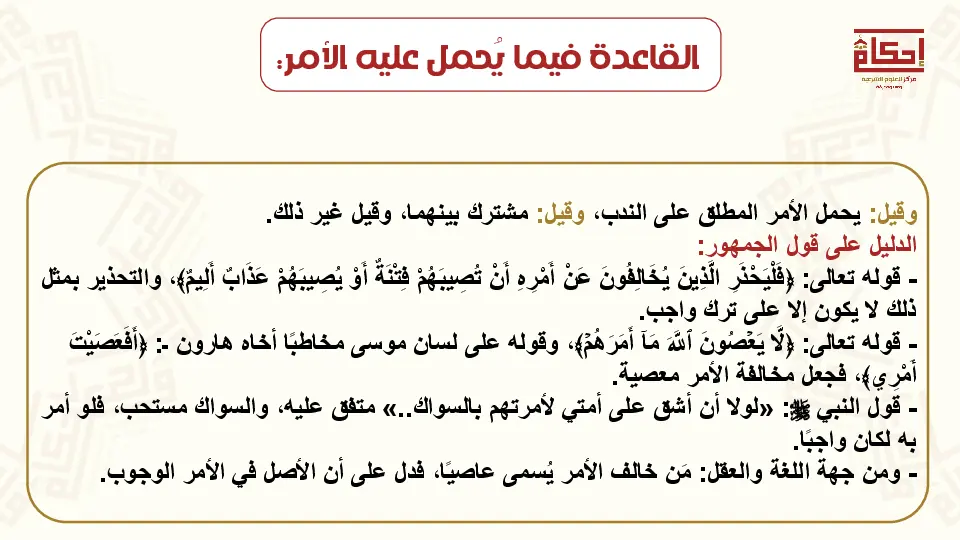 القاعدة فيما يُحمل عليه الأمر:
إحكام
مركز للعلوم الشرعية
وقيل: يحمل الأمر المطلق على الندب، وقيل: مشترك بينهما، وقيل غير ذلك.
الدليل على قول الجمهور:
- قوله تعالى: ﴿فَلْيَحْذَرِ الَّذِينَ يُخَالِفُونَ عَنْ أَمْرِهِ أَنْ تُصِيبَهُمْ فِتْنَةٌ أَوْ يُصِيبَهُمْ عَذَابٌ أَلِيمٌ﴾، والتحذير بمثل
ذلك لا يكون إلا على ترك واجب.
- قوله تعالى: ﴿لَّا يَعْصُونَ ٱللَّهَ مَآ أَمَرَهُمْ﴾، وقوله على لسان موسى مخاطبًا أخاه هارون -: ﴿أَفَعَصَيْتَ
أَمْرِي﴾، فجعل مخالفة الأمر معصية.
- قول النبي ﷺ: «لولا أن أشق على أمتي لأمرتهم بالسواك..» متفق عليه، والسواك مستحب، فلو أمر
به لكان واجبًا.
- ومن جهة اللغة والعقل: مَن خالف الأمر يُسمى عاصيًا، فدل على أن الأصل في الأمر الوجوب.